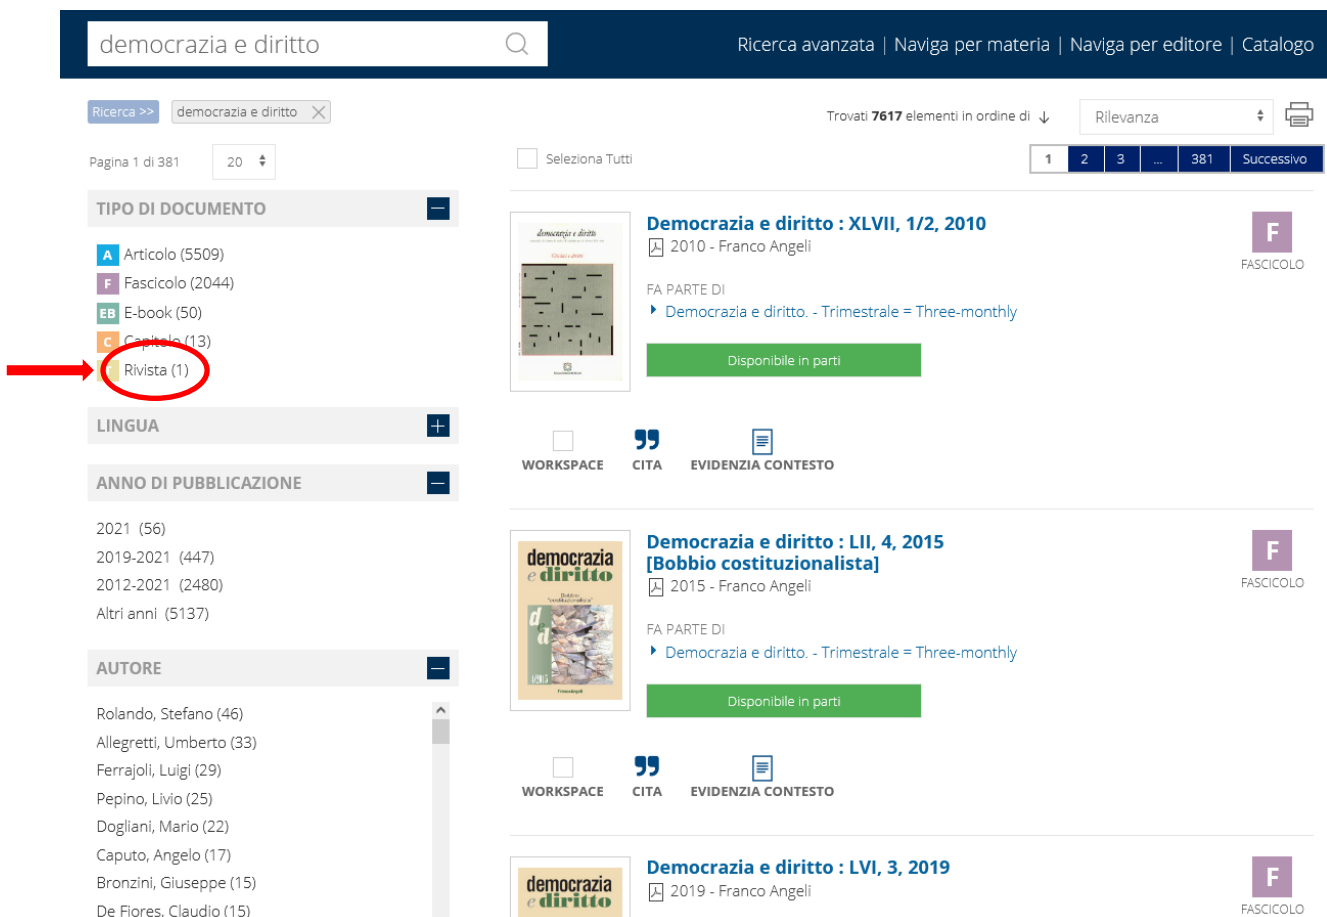 democrazia e diritto
Ricerca avanzata | Naviga per materia | Naviga per editore | Catalogo
Ricerca >> democrazia e diritto
Trovati 7617 elementi in ordine di ↓ Rilevanza
Pagina 1 di 381 20
Seleziona Tutti
1 2 3 ... 381 Successivo
TIPO DI DOCUMENTO
A Articolo (5509)
F Fascicolo (2044)
EB E-book (50)
C Capitolo (13)
Rivista (1)
LINGUA
ANNO DI PUBBLICAZIONE
2021 (56)
2019-2021 (447)
2012-2021 (2480)
Altri anni (5137)
AUTORE
Rolando, Stefano (46)
Allegretti, Umberto (33)
Ferrajoli, Luigi (29)
Pepino, Livio (25)
Dogliani, Mario (22)
Caputo, Angelo (17)
Bronzini, Giuseppe (15)
De Fiores, Claudio (15)
democrazia e diritto
Democrazia e diritto : XLVII, 1/2, 2010
2010 - Franco Angeli
F
FASCICOLO
FA PARTE DI
Democrazia e diritto. - Trimestrale = Three-monthly
Disponibile in parti
WORKSPACE CITA EVIDENZIA CONTESTO
democrazia
e diritto
Bobbio
"costituzionalista"
d
e
d
4/2015
FrancoAngeli
Democrazia e diritto : LII, 4, 2015
[Bobbio costituzionalista]
2015 - Franco Angeli
F
FASCICOLO
FA PARTE DI
Democrazia e diritto. - Trimestrale = Three-monthly
Disponibile in parti
WORKSPACE CITA EVIDENZIA CONTESTO
democrazia
e diritto
Democrazia e diritto : LVI, 3, 2019
2019 - Franco Angeli
F
FASCICOLO